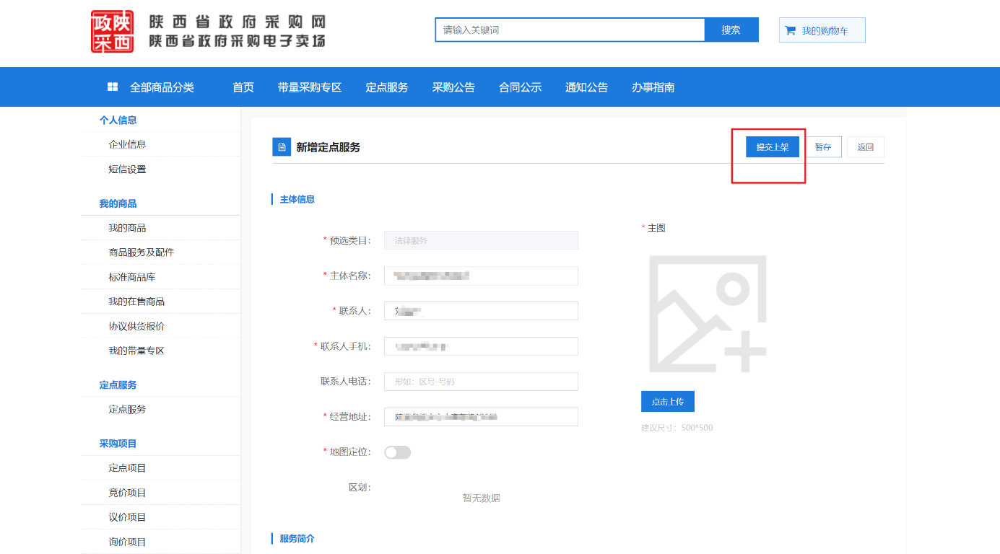 政陕
采西
陕西省政府采购网
陕西省政府采购电子卖场
请输入关键词
搜索
我的购物车
全部商品分类
首页
带量采购专区
定点服务
采购公告
合同公示
通知公告
办事指南
个人信息
企业信息
短信设置
我的商品
我的商品
商品服务及配件
标准商品库
我的在售商品
协议供货报价
我的带量专区
定点服务
定点服务
采购项目
定点项目
竞价项目
议价项目
询价项目
新增定点服务
提交上架
暂存
返回
主体信息
* 预选类目:
法律服务
* 主体名称:
* 联系人:
* 联系人手机:
联系人电话:
形如: 区号-号码
* 经营地址:
* 地图定位:
区划:
暂无数据
* 主图
点击上传
建议尺寸: 500*500
服务简介